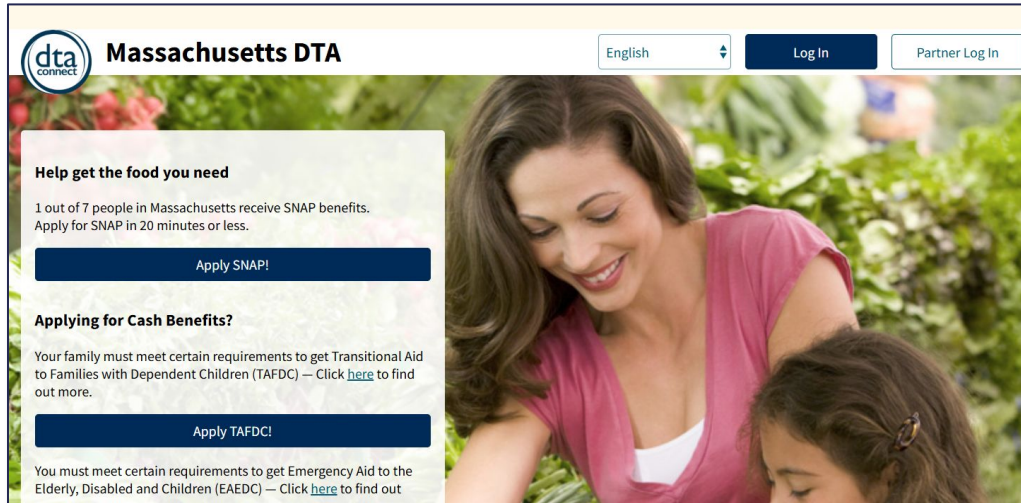 dta
connect
Massachusetts DTA
English
Log In
Partner Log In
Help get the food you need
1 out of 7 people in Massachusetts receive SNAP benefits.
Apply for SNAP in 20 minutes or less.
Apply SNAP!
Applying for Cash Benefits?
Your family must meet certain requirements to get Transitional Aid
to Families with Dependent Children (TAFDC) — Click here to find
out more.
Apply TAFDC!
You must meet certain requirements to get Emergency Aid to the
Elderly, Disabled and Children (EAEDC) — Click here to find out